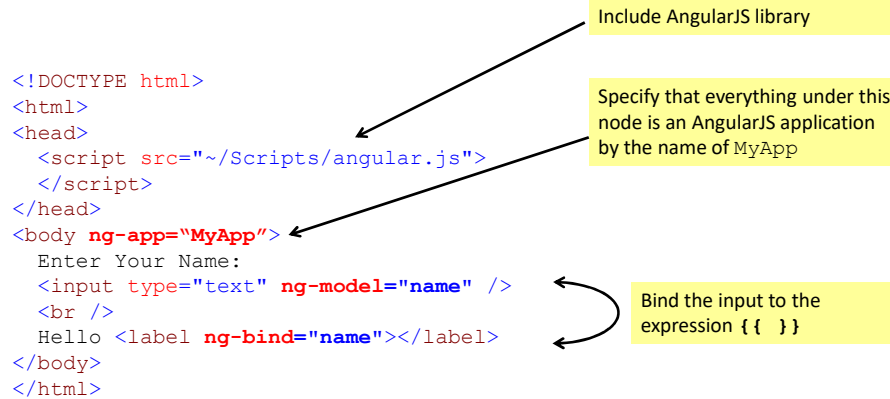 Include AngularJS library
<!DOCTYPE html>
<html>
<head>
  <script src="~/Scripts/angular.js">
  </script>
</head>
<body ng-app=“MyApp”>
  Enter Your Name:
  <input type="text" ng-model="name" />
  <br />
  Hello <label ng-bind="name"></label>
</body>
</html>
Specify that everything under this
node is an AngularJS application
by the name of MyApp
Bind the input to the
expression {{ }}